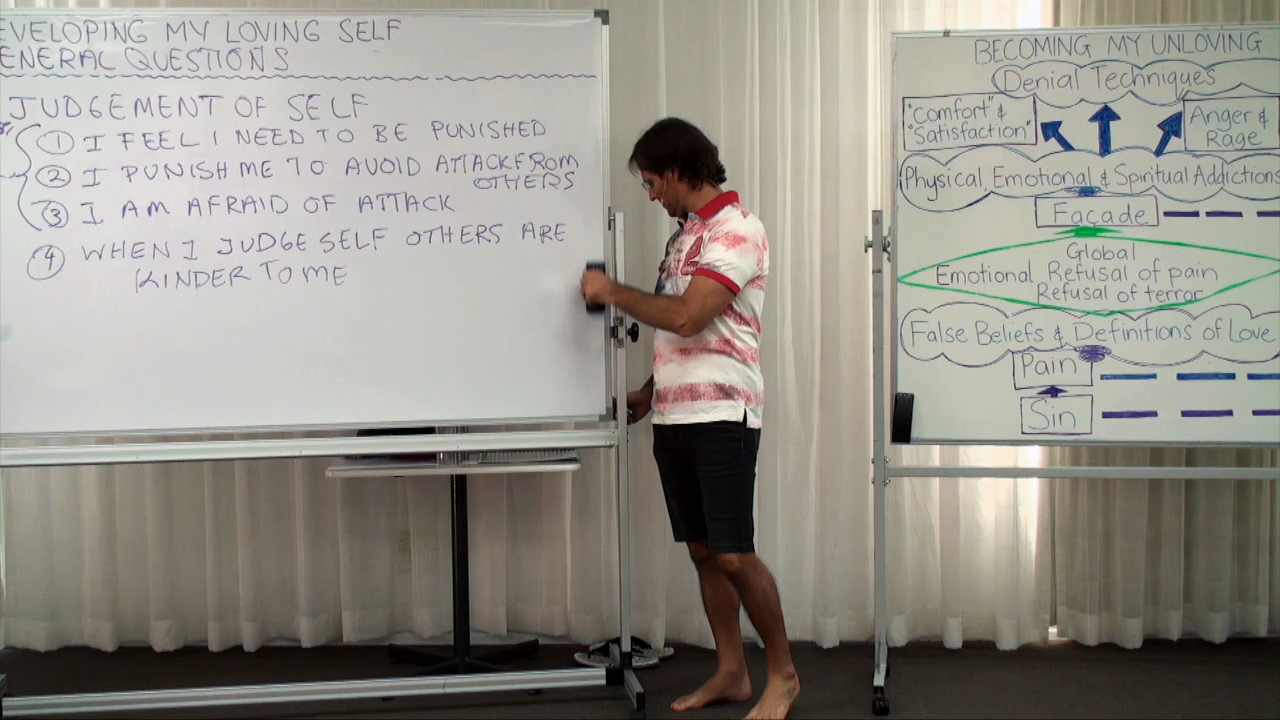 EVELOPING MY LOVING SELF
ENERAL QUESTIONS
JUDGEMENT OF SELF
① I FEEL I NEED TO BE PUNISHED
② I PUNISH ME TO AVOID ATTACK FROM
OTHERS
③ I AM AFRAID OF ATTACK
④ WHEN I JUDGE SELF OTHERS ARE
KINDER TO ME
BECOMING MY UNLOVING
Denial Techniques
"Comfort" &
"Satisfaction"
Anger &
Rage
Physical Emotional & Spiritual Addictions
Façade
Global
Emotional Refusal of pain
Refusal of terror
False Beliefs & Definitions of Love
Pain
Sin